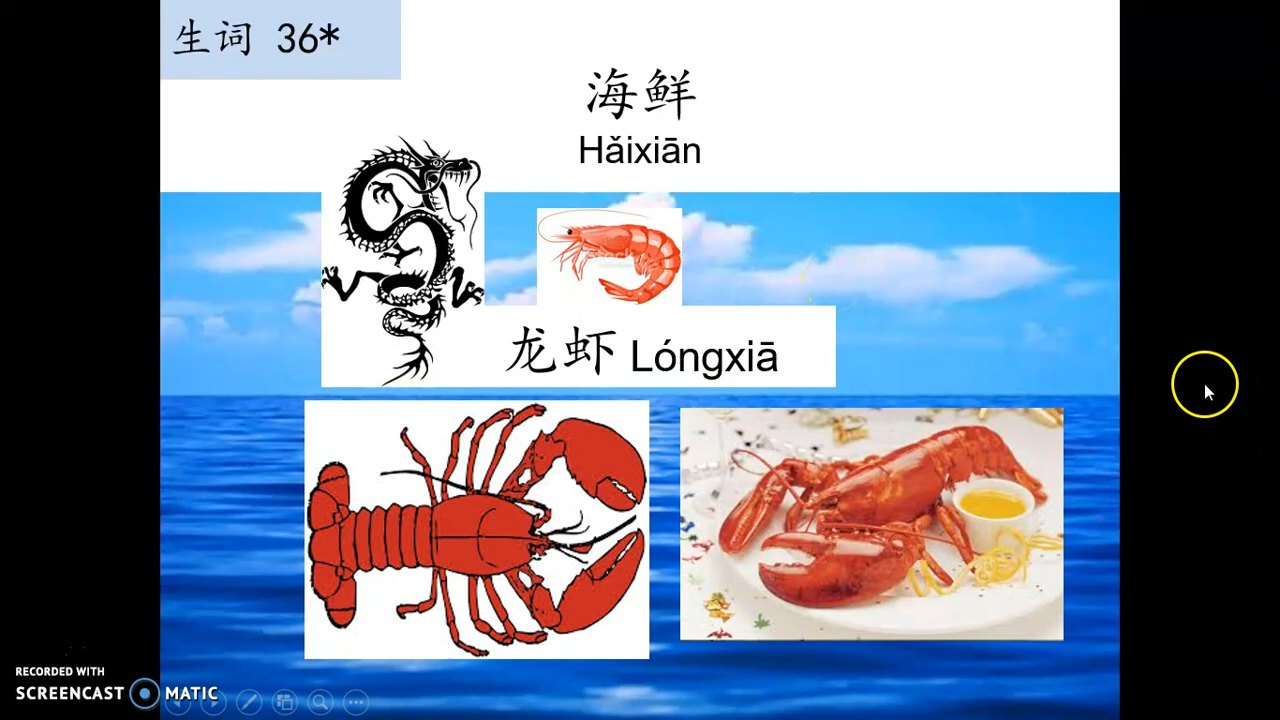 生词 36*
海鲜
Hǎixiān
龙虾 Lóngxiā
RECORDED WITH
SCREENCAST MATIC